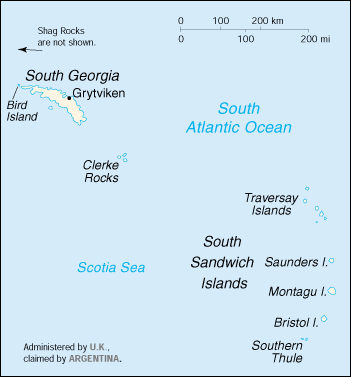 Shag Rocks
are not shown.
0 100 200 km
0 100 200 mi
South Georgia
Grytviken
Bird
Island
South
Atlantic Ocean
Clerke
Rocks
Traversay
Islands
Scotia Sea
South
Sandwich
Islands
Saunders I.
Montagu I.
Bristol I.
Southern
Thule
Administered by U.K.,
claimed by ARGENTINA.